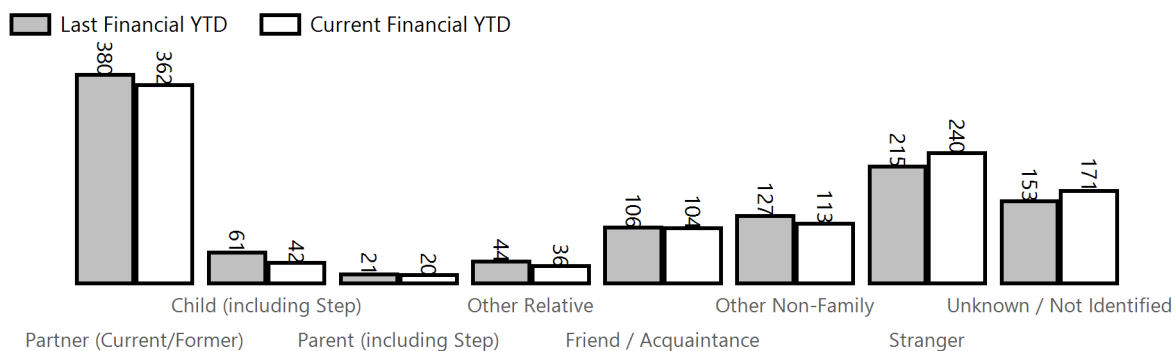 Last Financial YTD Current Financial YTD
380 362 61 42 21 20 44 36 106 104 127 113 215 240 153 171
Child (including Step) Other Relative Other Non-Family Unknown / Not Identified
Partner (Current/Former) Parent (including Step) Friend / Acquaintance Stranger